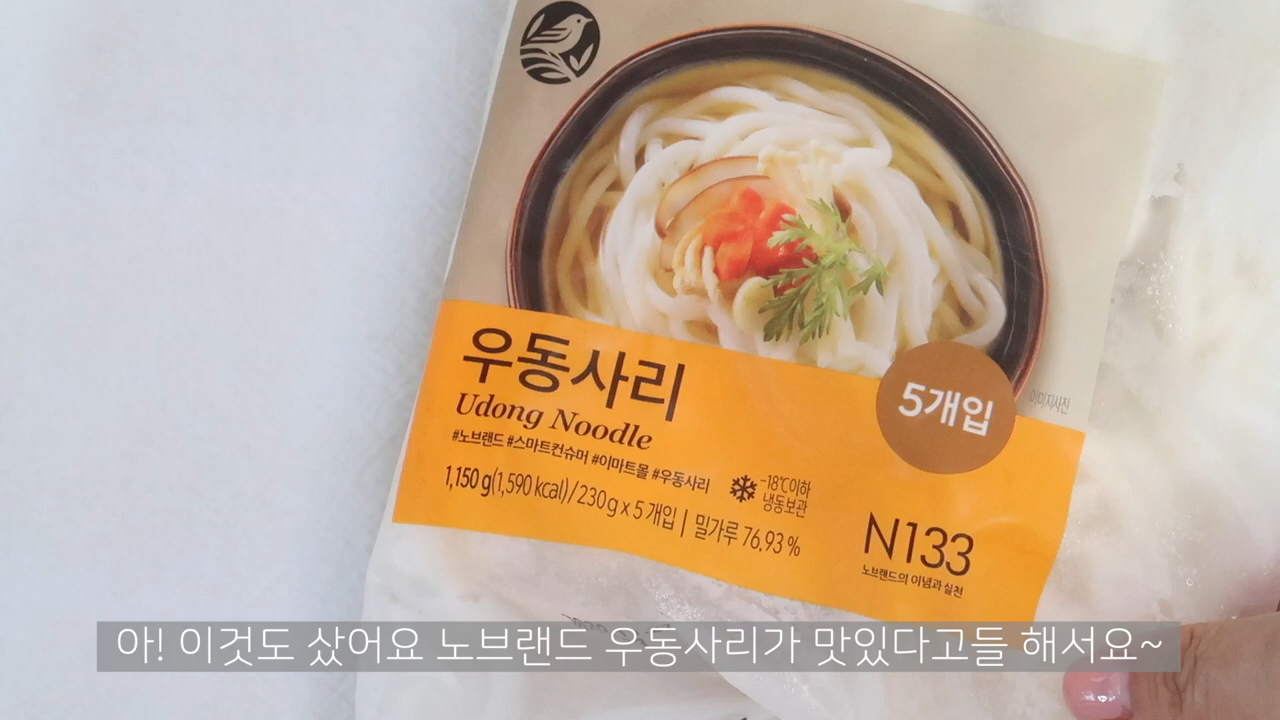 우동사리
5개입
이미지사진
Udong Noodle
#노브랜드 #스마트컨슈머 #이마트몰 #우동사리
1,150 g(1,590 kcal)/230 g x 5개입 | 밀가루 76.93 %
-18℃이하
냉동보관
N133
노브랜드의 이념과 실천
아! 이것도 샀어요 노브랜드 우동사리가 맛있다고들 해서요~